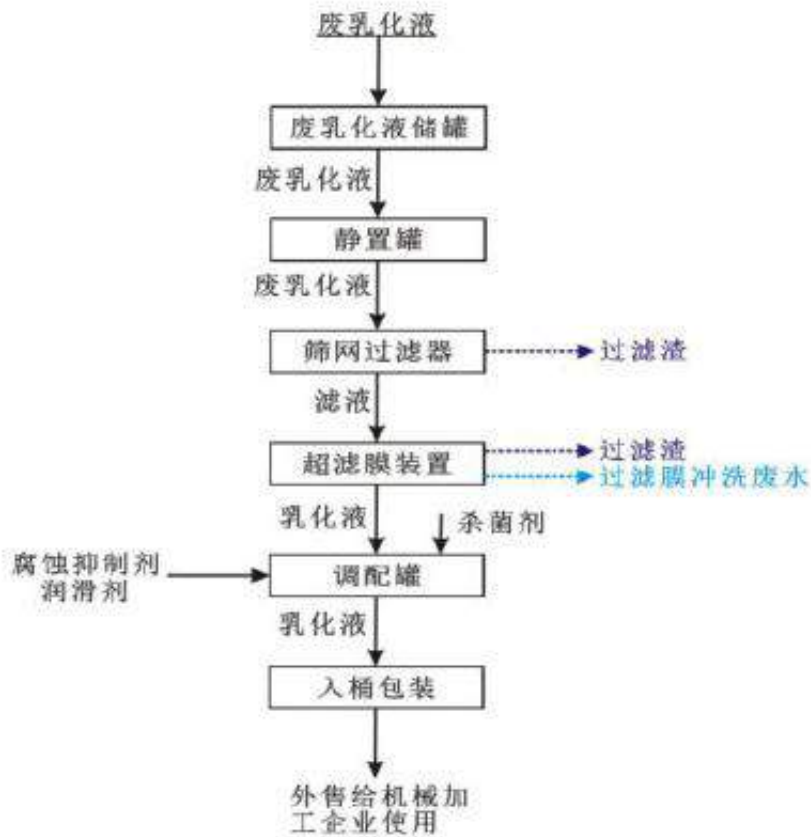 废乳化液
废乳化液储罐
废乳化液
静置罐
废乳化液
筛网过滤器
过滤渣
滤液
超滤膜装置
过滤渣
过滤膜冲洗废水
乳化液
杀菌剂
腐蚀抑制剂
润滑剂
调配罐
乳化液
入桶包装
外售给机械加
工企业使用